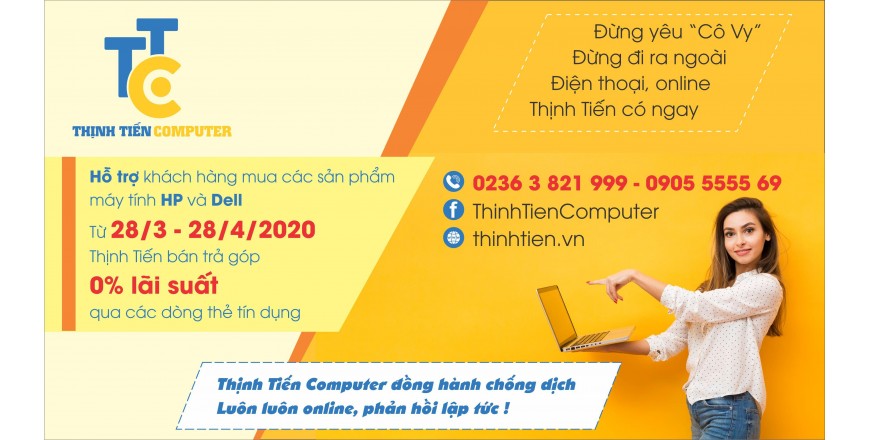 TTC
THỊNH TIẾN COMPUTER
Đừng yêu “Cô Vy”
Đừng đi ra ngoài
Điện thoại, online
Thịnh Tiến có ngay
Hỗ trợ khách hàng mua các sản phẩm
máy tính HP và Dell
Từ 28/3 - 28/4/2020
Thịnh Tiến bán trả góp
0% lãi suất
qua các dòng thẻ tín dụng
0236 3 821 999 - 0905 5555 69
f ThinhTienComputer
thinhtien.vn
Thịnh Tiến Computer đồng hành chống dịch
Luôn luôn online, phản hồi lập tức !